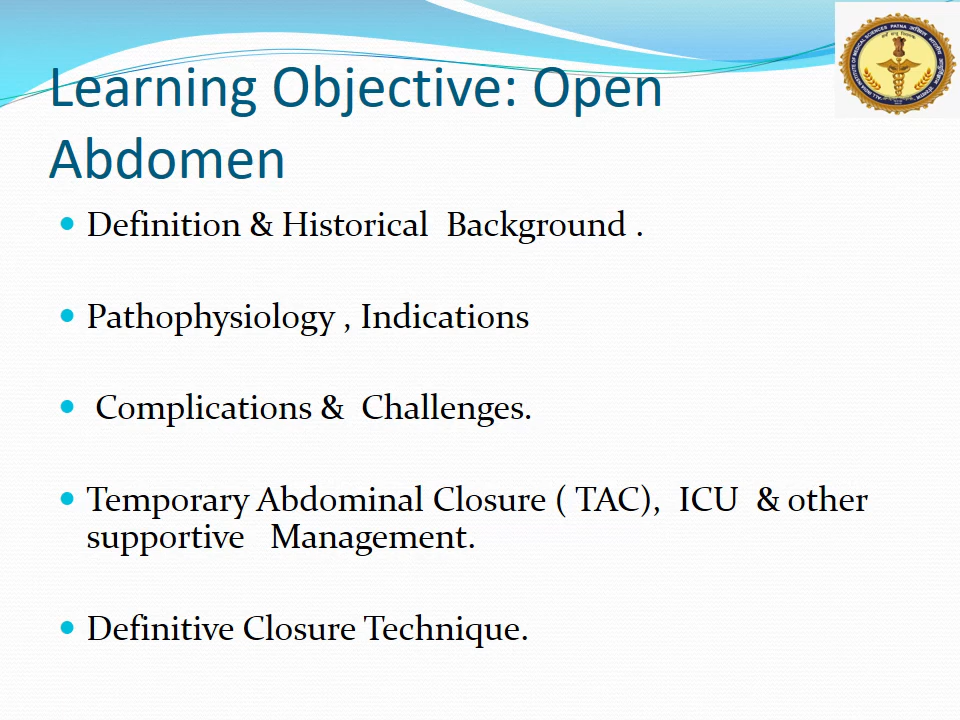 Learning Objective: Open
Abdomen
Definition & Historical Background .
Pathophysiology , Indications
Complications & Challenges.
Temporary Abdominal Closure ( TAC), ICU & other
supportive Management.
Definitive Closure Technique.